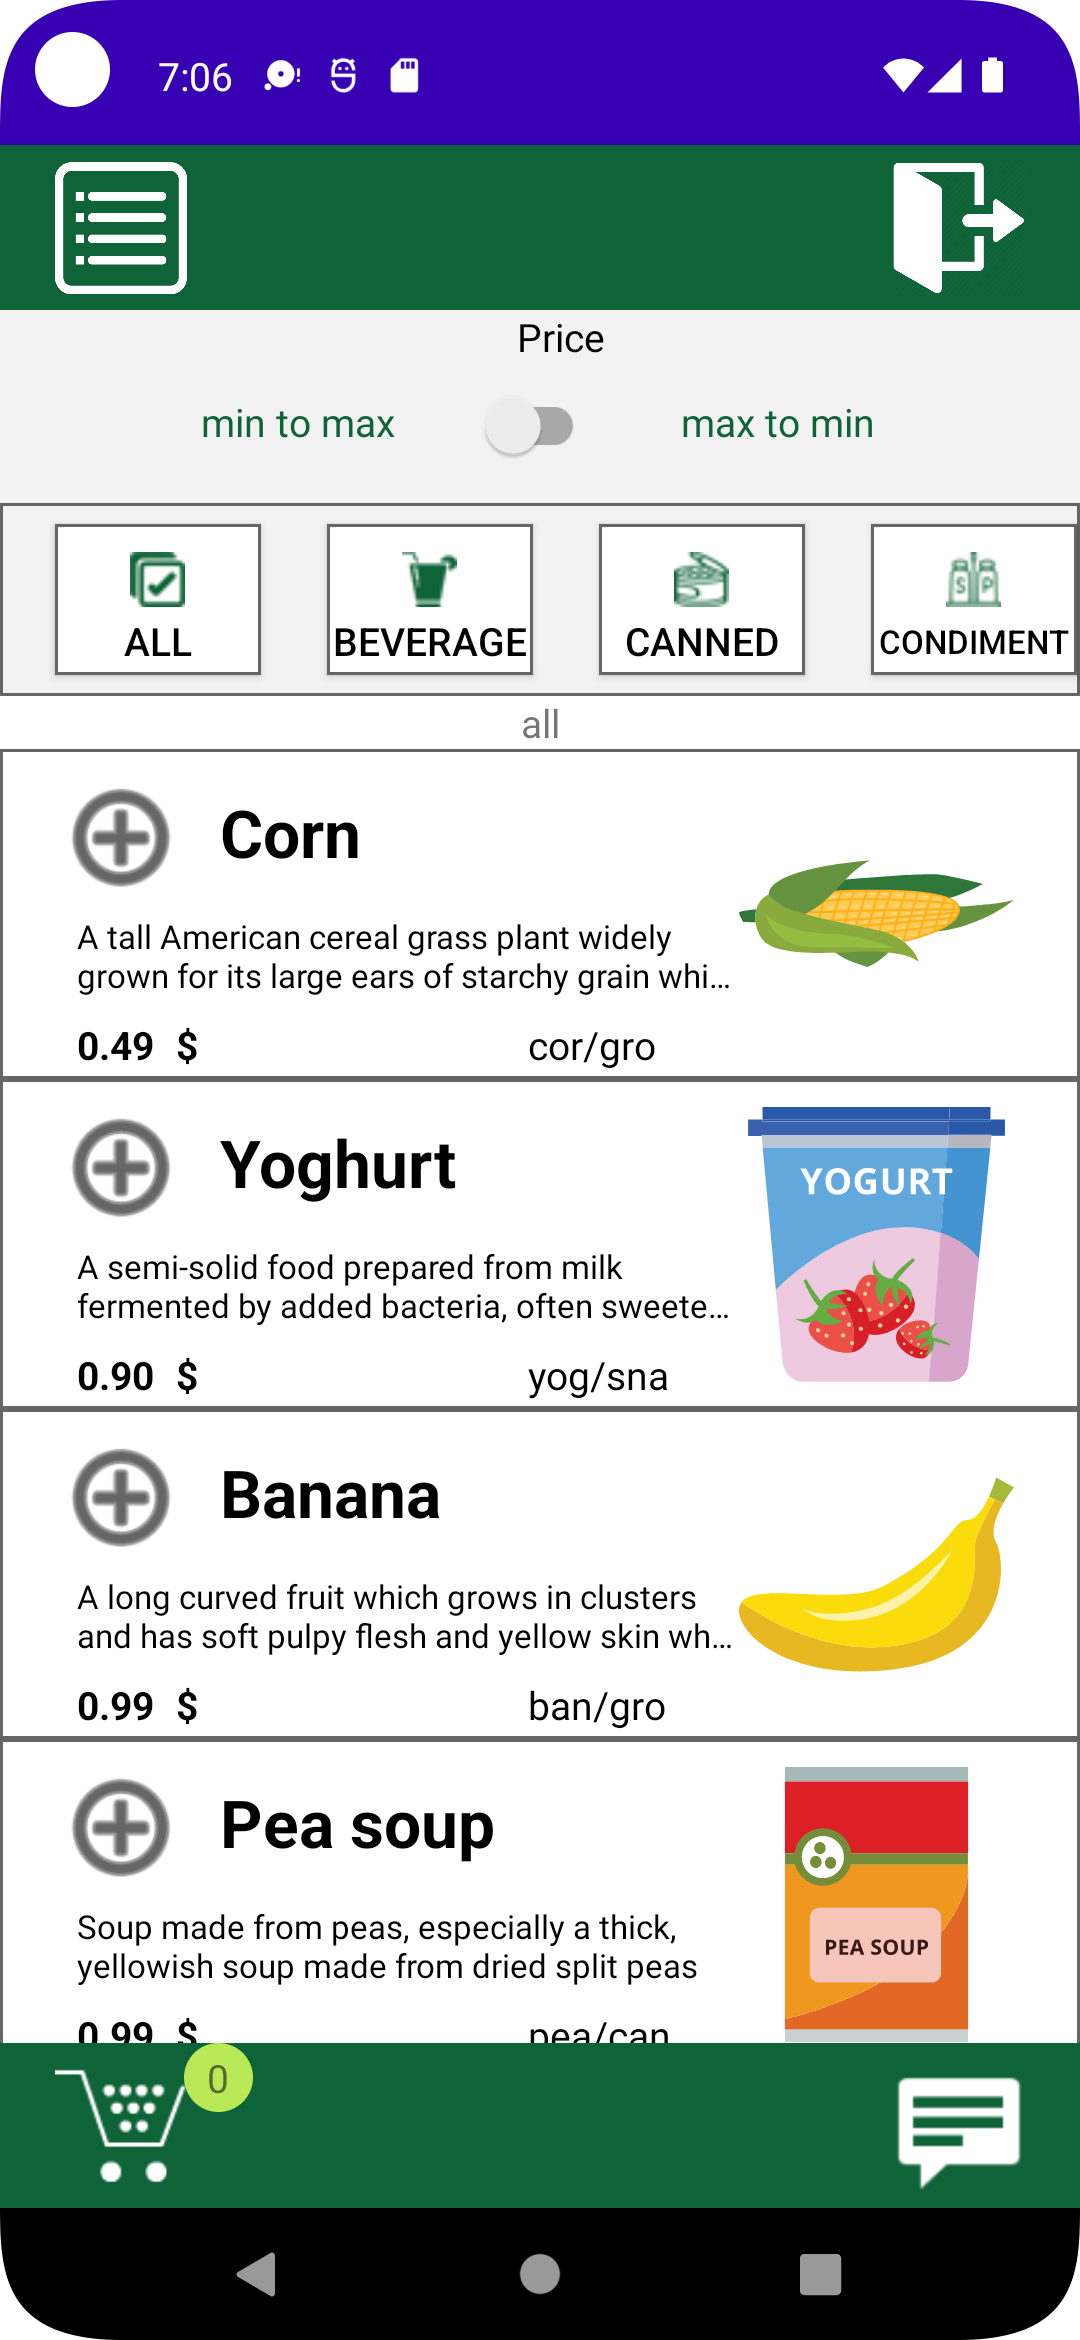 7:06
Price
min to max
max to min
ALL
BEVERAGE
CANNED
CONDIMENT
all
Corn
A tall American cereal grass plant widely
grown for its large ears of starchy grain whi...
0.49 $
cor/gro
Yoghurt
YOGURT
A semi-solid food prepared from milk
fermented by added bacteria, often sweete...
0.90 $
yog/sna
Banana
A long curved fruit which grows in clusters
and has soft pulpy flesh and yellow skin wh...
0.99 $
ban/gro
Pea soup
Soup made from peas, especially a thick,
yellowish soup made from dried split peas
PEA SOUP
0.99 $
pea/can
0